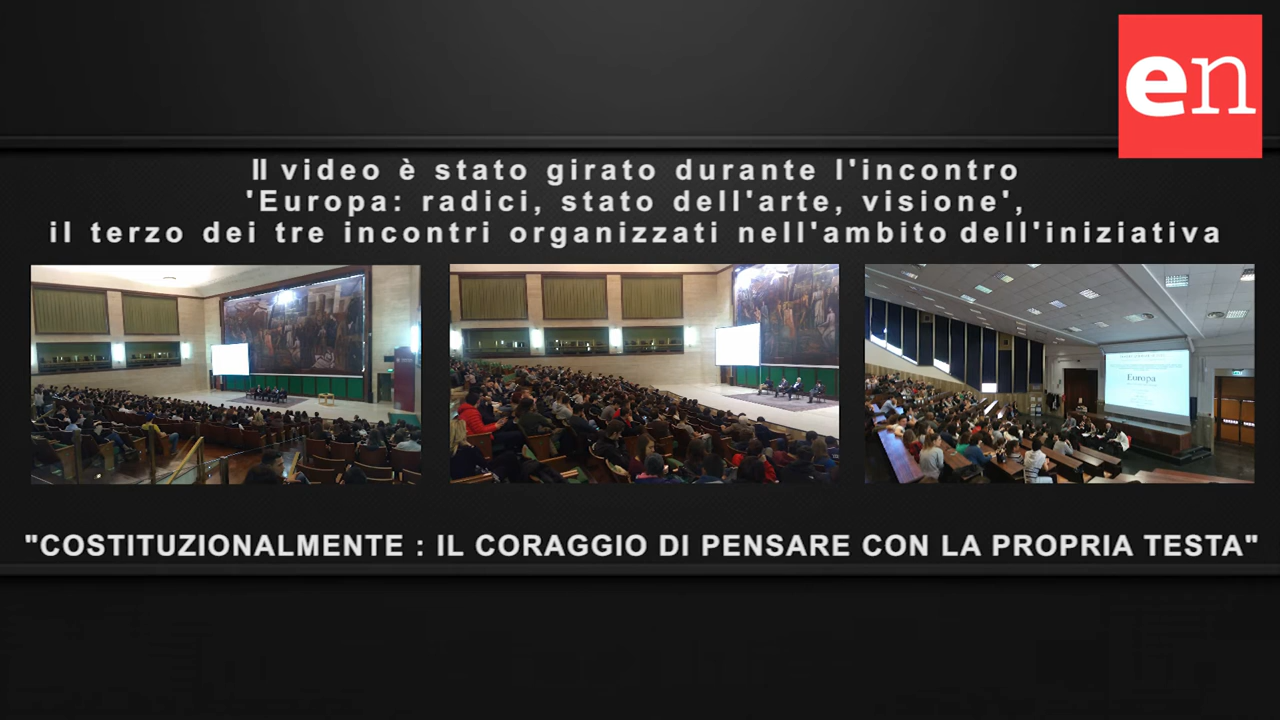 en
Il video è stato girato durante l'incontro
'Europa: radici, stato dell'arte, visione',
il terzo dei tre incontri organizzati nell'ambito dell'iniziativa
Europa
"COSTITUZIONALMENTE : IL CORAGGIO DI PENSARE CON LA PROPRIA TESTA"